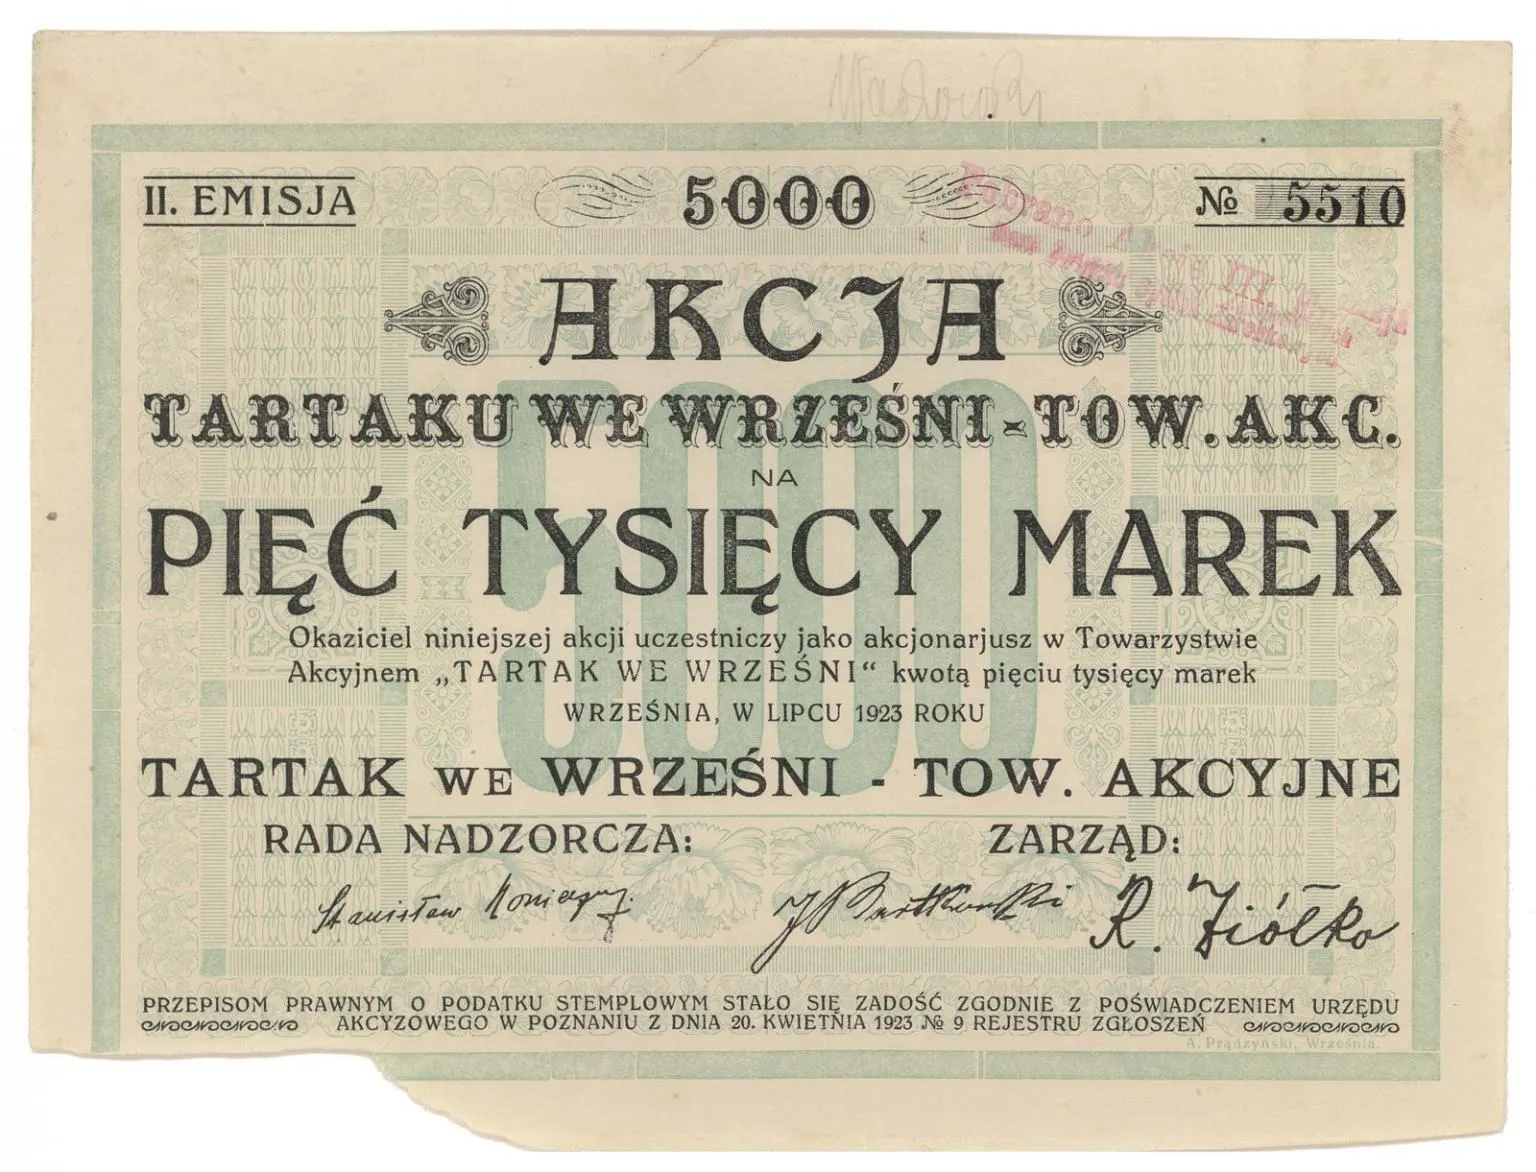 II. EMISJA
5000
№ 5510
AKCJA
TARTAKU WE WRZEŚNI - TOW. AKC.
NA
PIĘĆ TYSIĘCY MAREK
Okaziciel niniejszej akcji uczestniczy jako akcjonarjusz w Towarzystwie
Akcyjnem „TARTAK WE WRZEŚNI“ kwotą pięciu tysięcy marek
WRZEŚNIA, W LIPCU 1923 ROKU
5000
TARTAK WE WRZEŚNI - TOW. AKCYJNE
RADA NADZORCZA:
ZARZĄD:
Stanisław
R. Ziółko
PRZEPISOM PRAWNYM O PODATKU STEMPLOWYM STAŁO SIĘ ZADOŚĆ ZGODNIE Z POŚWIADCZENIEM URZĘDU
AKCYZOWEGO W POZNANIU Z DNIA 20. KWIETNIA 1923 № 9 REJESTRU ZGŁOSZEŃ
A. Prądzyński, Września.